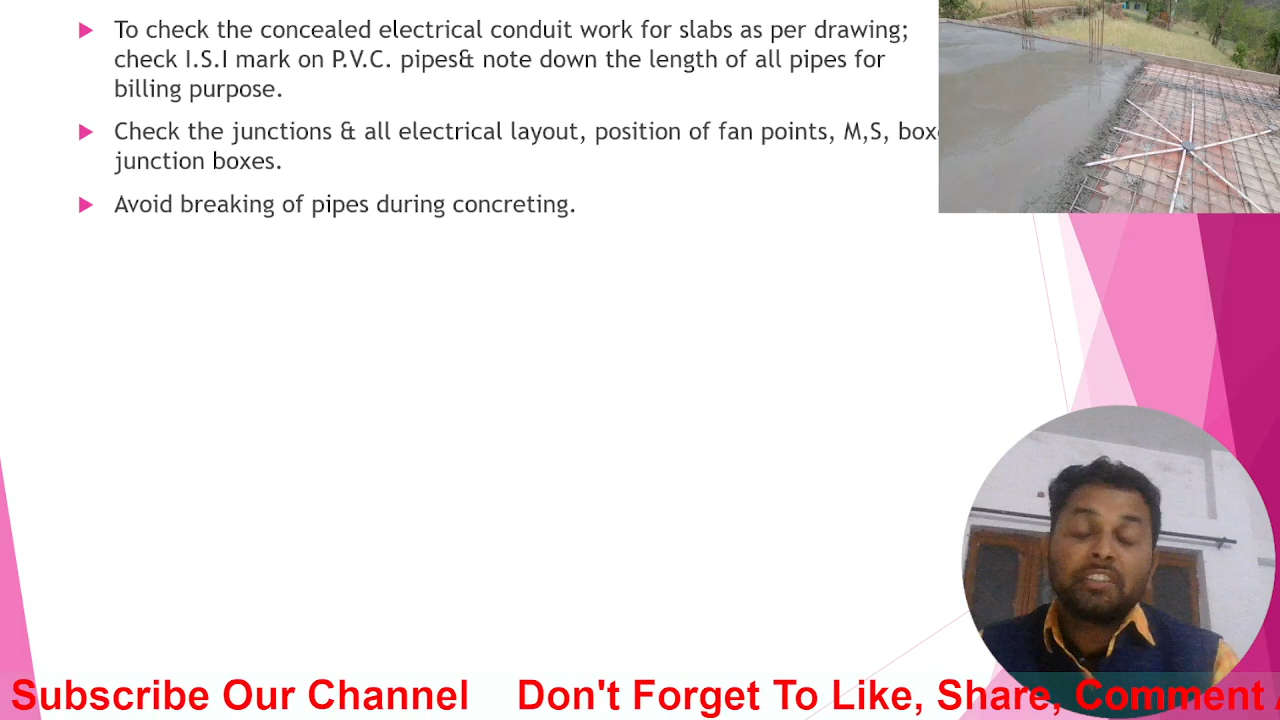 To check the concealed electrical conduit work for slabs as per drawing;
check I.S.I mark on P.V.C. pipes& note down the length of all pipes for
billing purpose.
Check the junctions & all electrical layout, position of fan points, M,S,
junction boxes.
Avoid breaking of pipes during concreting.
Subscribe Our Channel Don't Forget To Like, Share, Comment